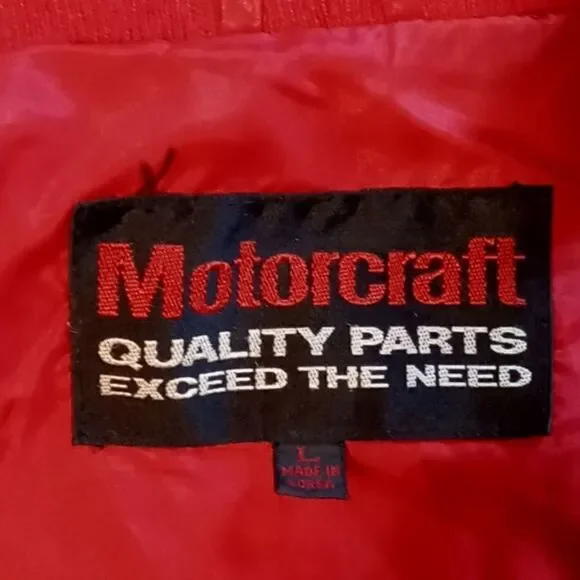 Motorcraft
QUALITY PARTS
EXCEED THE NEED
L
MADE IN
KOREA